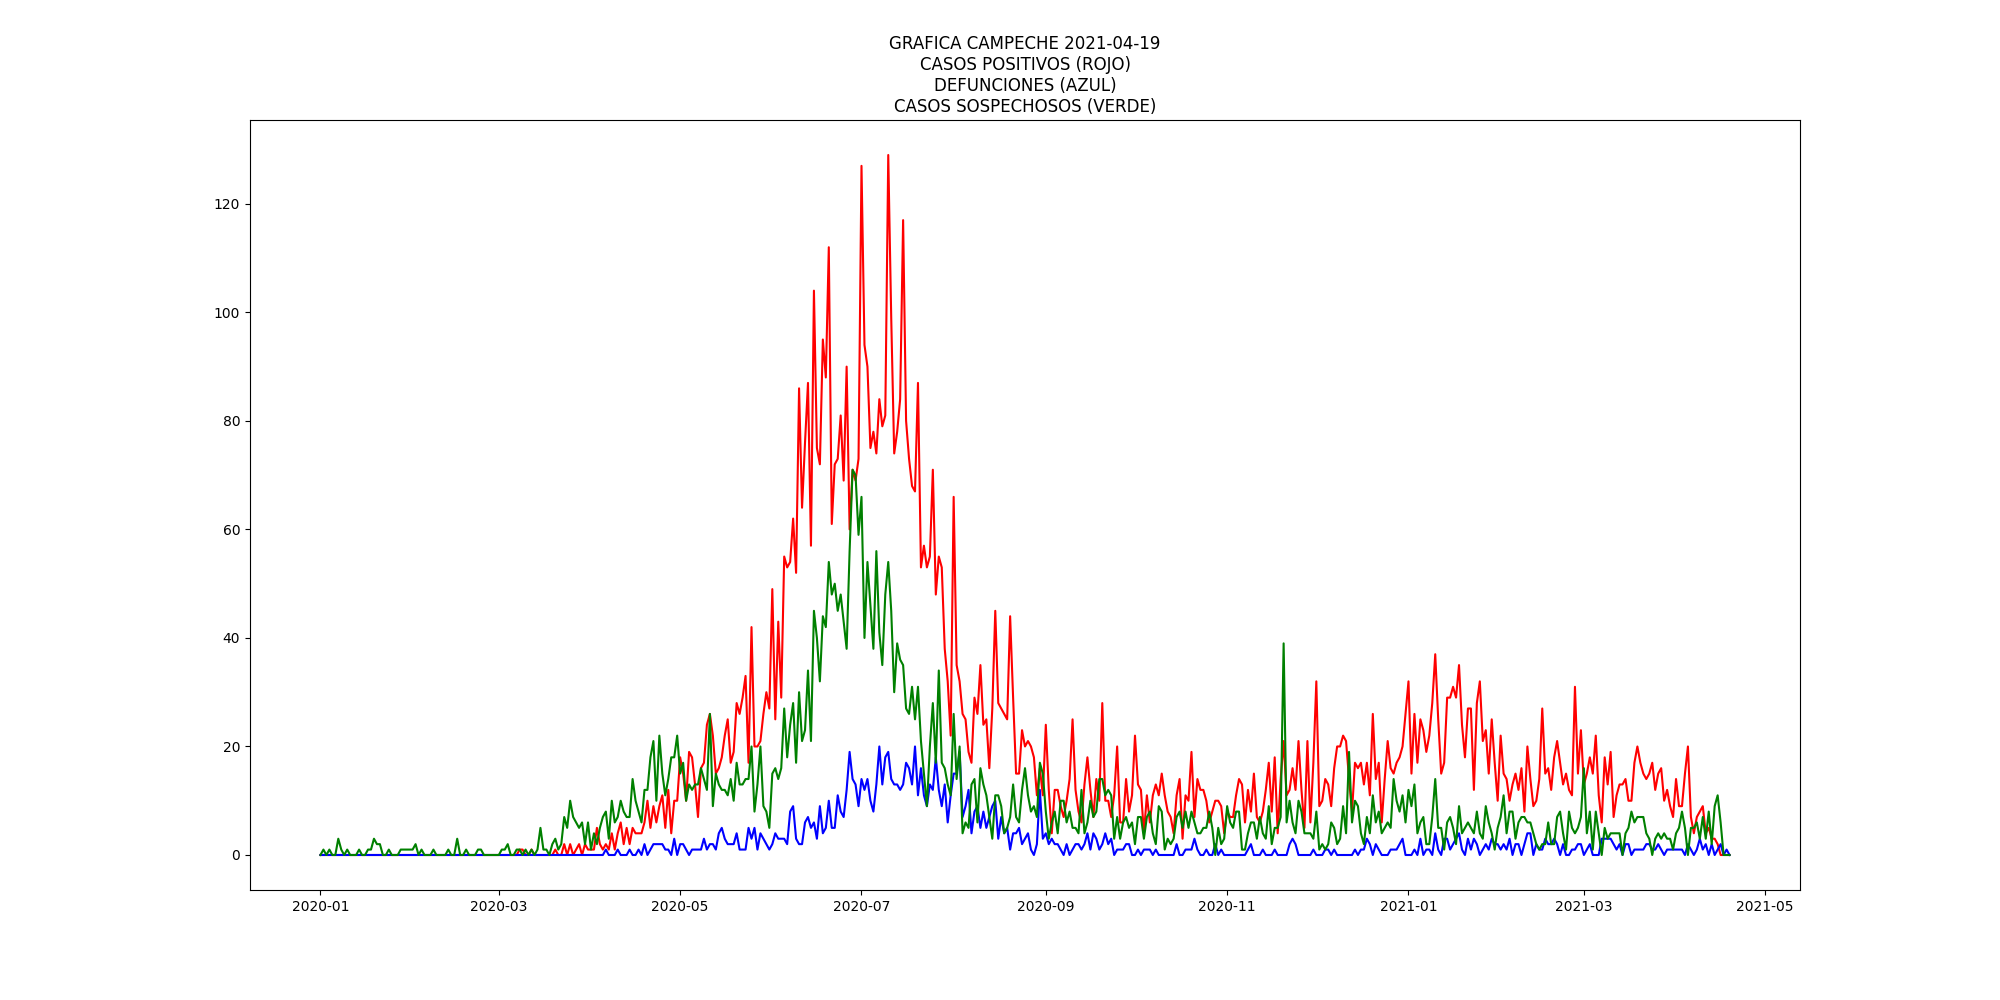 GRAFICA CAMPECHE 2021-04-19
CASOS POSITIVOS (ROJO)
DEFUNCIONES (AZUL)
CASOS SOSPECHOSOS (VERDE)
120
100
80
60
40
20
0
2020-01 2020-03 2020-05 2020-07 2020-09 2020-11 2021-01 2021-03 2021-05